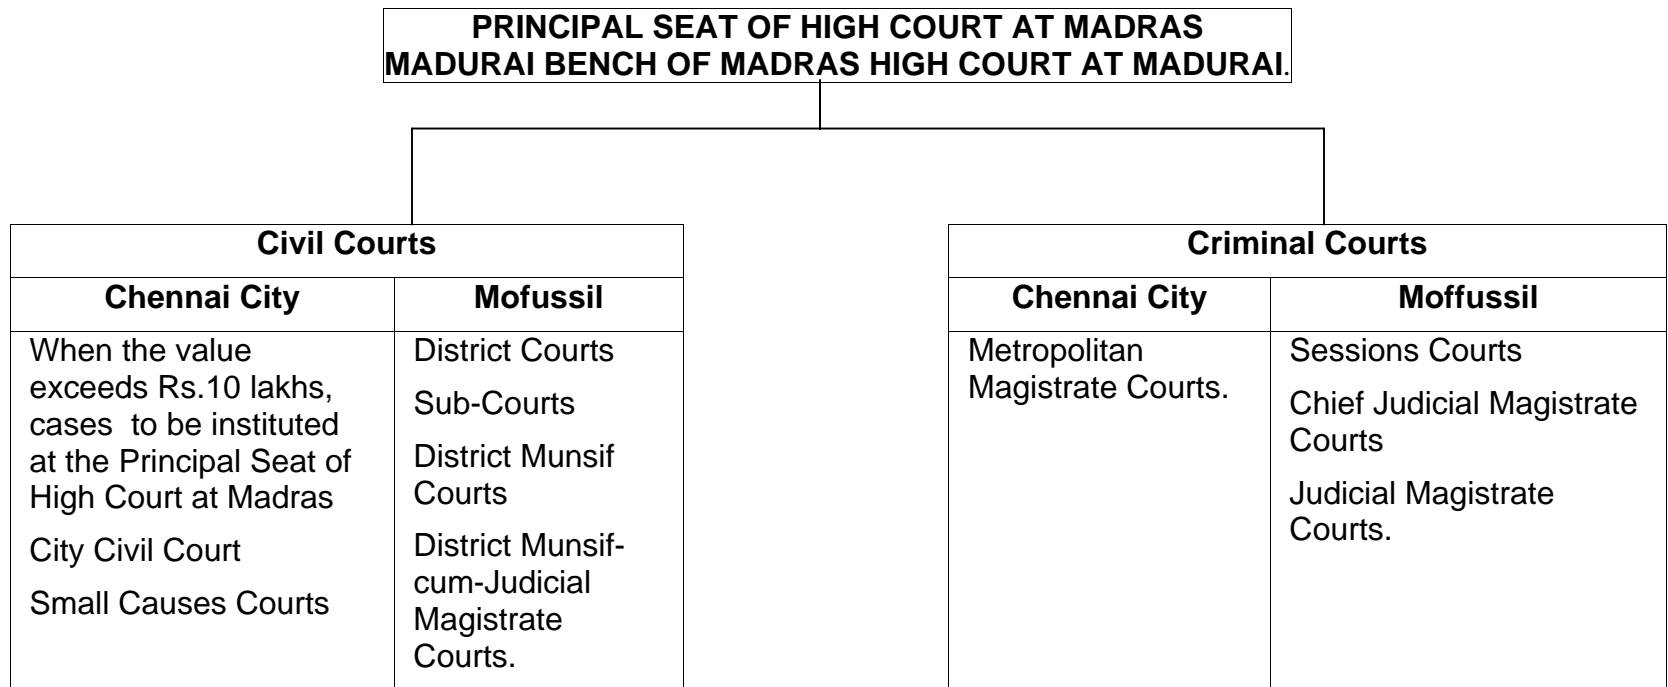 PRINCIPAL SEAT OF HIGH COURT AT MADRAS
MADURAI BENCH OF MADRAS HIGH COURT AT MADURAI.
Civil Courts
Chennai City
Mofussil
When the value
exceeds Rs.10 lakhs,
cases to be instituted
at the Principal Seat of
High Court at Madras
City Civil Court
Small Causes Courts
District Courts
Sub-Courts
District Munsif
Courts
District Munsif-
cum-Judicial
Magistrate
Courts.
Criminal Courts
Chennai City
Moffussil
Metropolitan
Magistrate Courts.
Sessions Courts
Chief Judicial Magistrate
Courts
Judicial Magistrate
Courts.